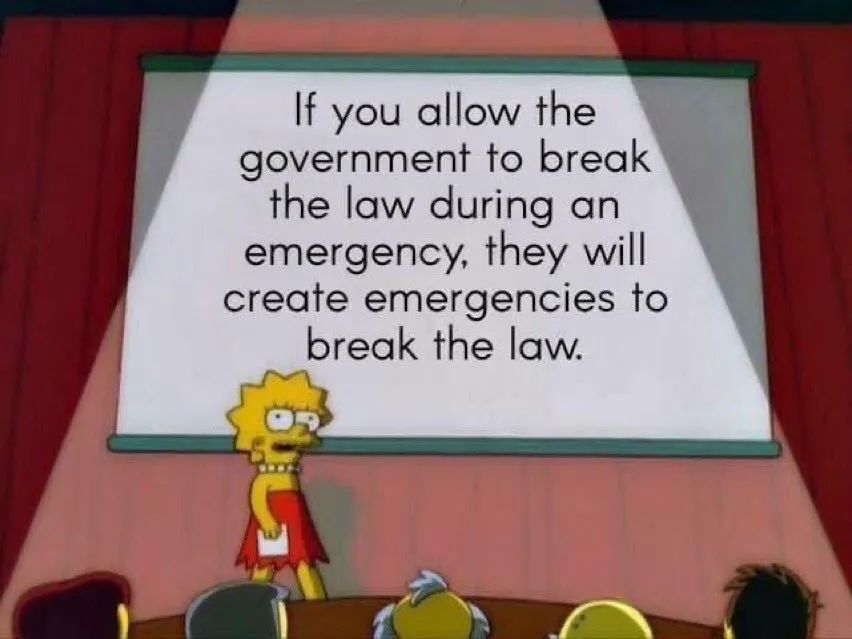 If you allow the
government to break
the law during an
emergency, they will
create emergencies to
break the law.